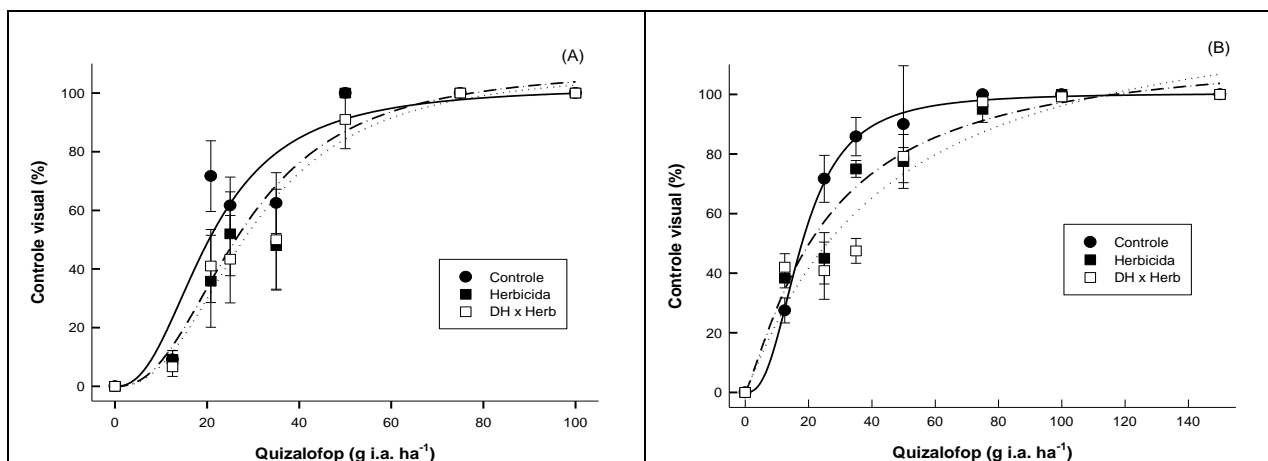 (A)
Controle visual (%)
100
80
60
40
20
0
Controle
Herbicida
DH x Herb
0 20 40 60 80 100
Quizalofop (g i.a. ha⁻¹)
(B)
Controle visual (%)
100
80
60
40
20
0
Controle
Herbicida
DH x Herb
0 20 40 60 80 100 120 140
Quizalofop (g i.a. ha⁻¹)